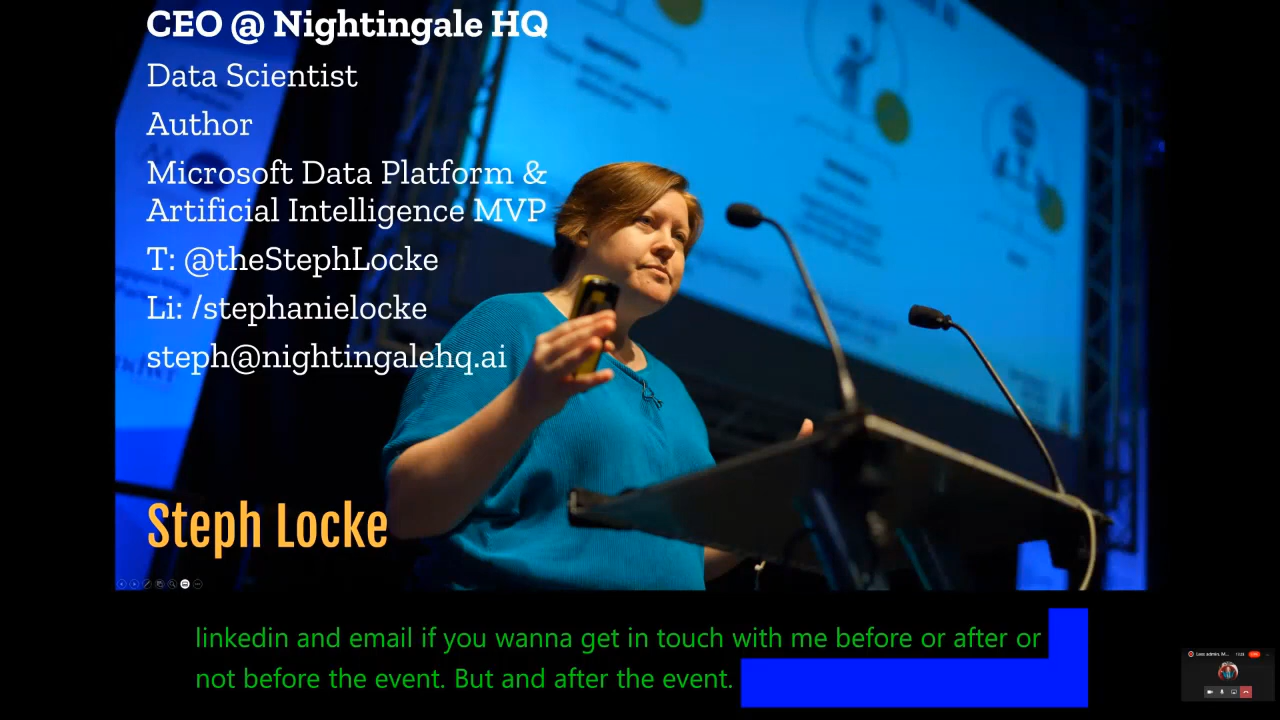 CEO @ Nightingale HQ
Data Scientist
Author
Microsoft Data Platform &
Artificial Intelligence MVP
T: @theStephLocke
Li: /stephanielocke
steph@nightingalehq.ai
Steph Locke
linkedin and email if you wanna get in touch with me before or after or
not before the event. But and after the event.